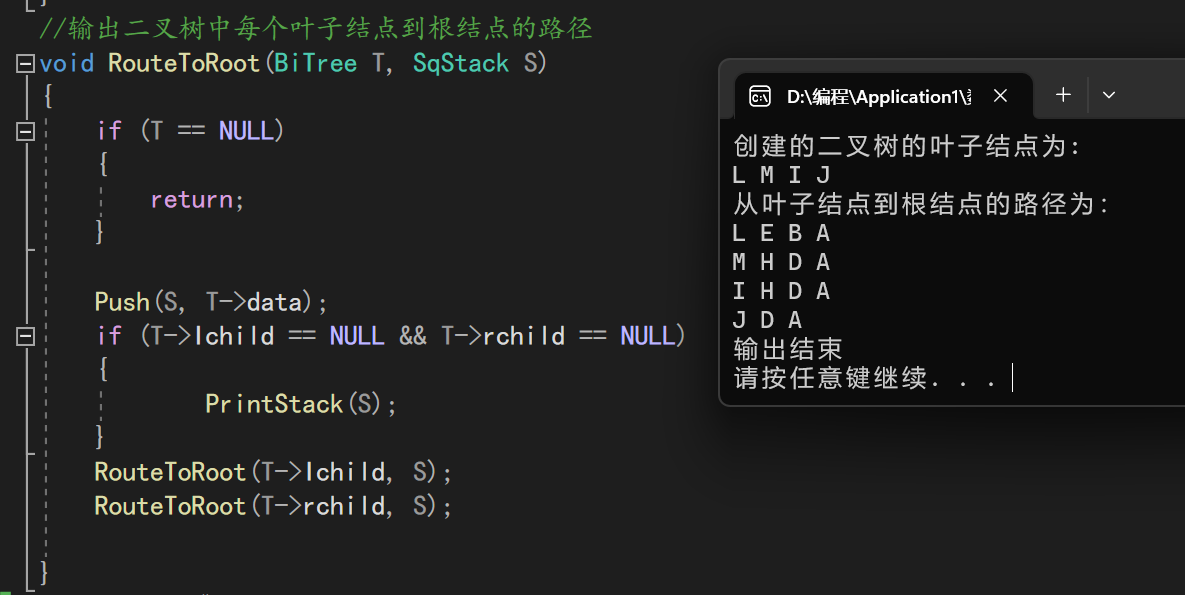 //输出二叉树中每个叶子结点到根结点的路径
void RouteToRoot(BiTree T, SqStack S)
{
if (T == NULL)
{
return;
}
Push(S, T->data);
if (T->lchild == NULL && T->rchild == NULL)
{
PrintStack(S);
}
RouteToRoot(T->lchild, S);
RouteToRoot(T->rchild, S);
}
D:\编程\Application1\
创建的二叉树的叶子结点为:
L M I J
从叶子结点到根结点的路径为:
L E B A
M H D A
I H D A
J D A
输出结束
请按任意键继续. . .